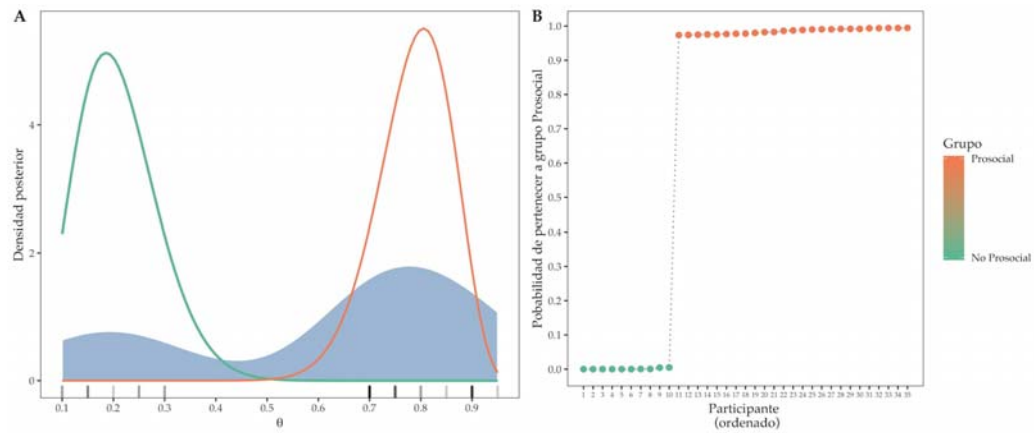 A
Densidad posterior
4
2
0
0.1 0.2 0.3 0.4 0.5 0.6 0.7 0.8 0.9
θ
B
Pobabilidad de pertenecer a grupo Prosocial
1.0
0.9
0.8
0.7
0.6
0.5
0.4
0.3
0.2
0.1
0.0
1 2 3 4 5 6 7 8 9 10 11 12 13 14 15 16 17 18 19 20 21 22 23 24 25 26 27 28 29 30 31 32 33 34 35
Participante
(ordenado)
Grupo
Prosocial
No Prosocial